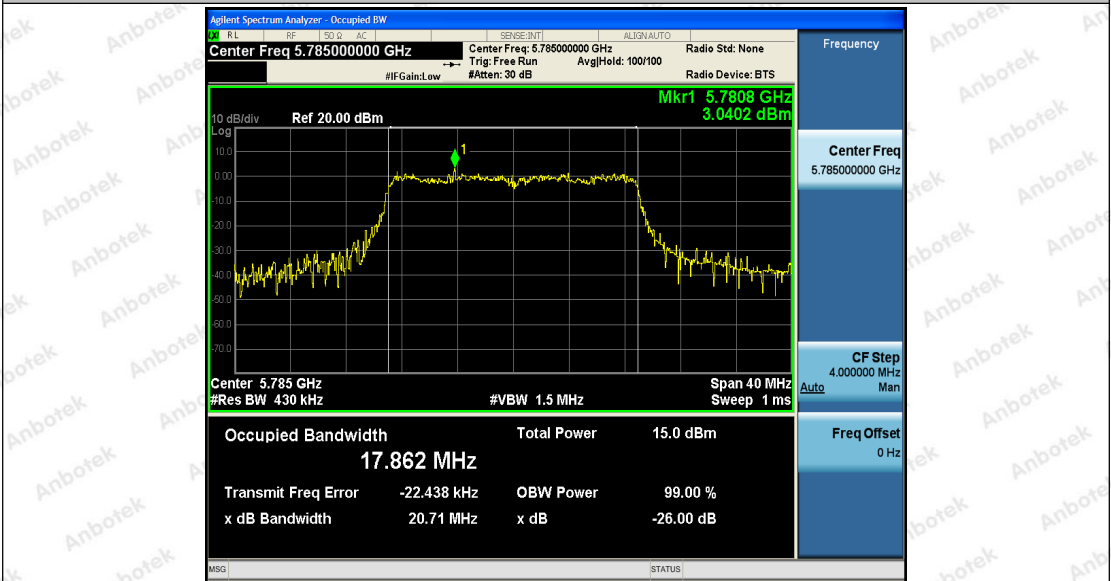 Agilent Spectrum Analyzer - Occupied BW
RL RF 50 Ω AC SENSE:INT ALIGN AUTO
Center Freq 5.785000000 GHz
Center Freq: 5.785000000 GHz Radio Std: None
Trig: Free Run Avg|Hold: 100/100
#IFGain:Low #Atten: 30 dB Radio Device: BTS
Mkr1 5.7808 GHz
3.0402 dBm
10 dB/div Ref 20.00 dBm
Log
10.0
1
0.00
-10.0
-20.0
-30.0
-40.0
-50.0
-60.0
-70.0
Center 5.785 GHz Span 40 MHz
#Res BW 430 kHz #VBW 1.5 MHz Sweep 1 ms
Occupied Bandwidth Total Power 15.0 dBm
17.862 MHz
Transmit Freq Error -22.438 kHz OBW Power 99.00 %
x dB Bandwidth 20.71 MHz x dB -26.00 dB
MSG STATUS
Frequency
Center Freq
5.785000000 GHz
CF Step
4.000000 MHz
Auto Man
Freq Offset
0 Hz
Anbotek